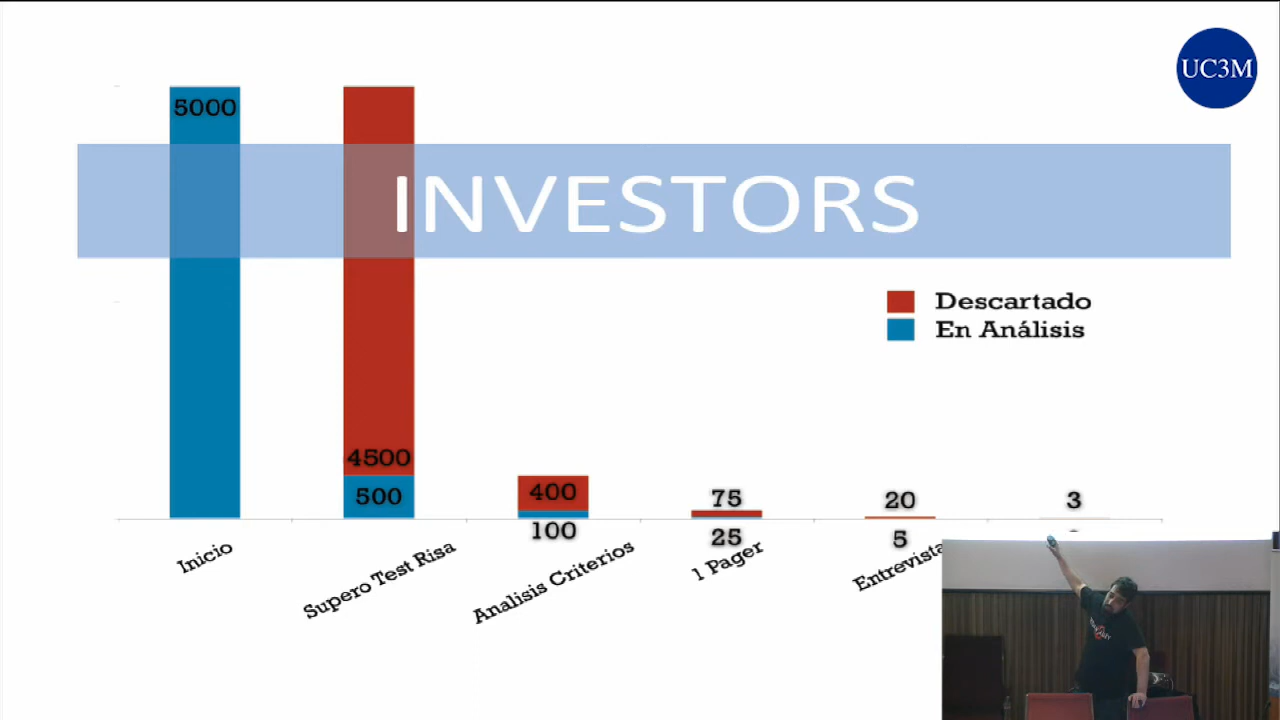 UC3M
5000
INVESTORS
Descartado
En Análisis
4500
500
400
100
75
25
20
5
3
Inicio
Supero Test Risa
Analisis Criterios
1 Pager
Entrevista